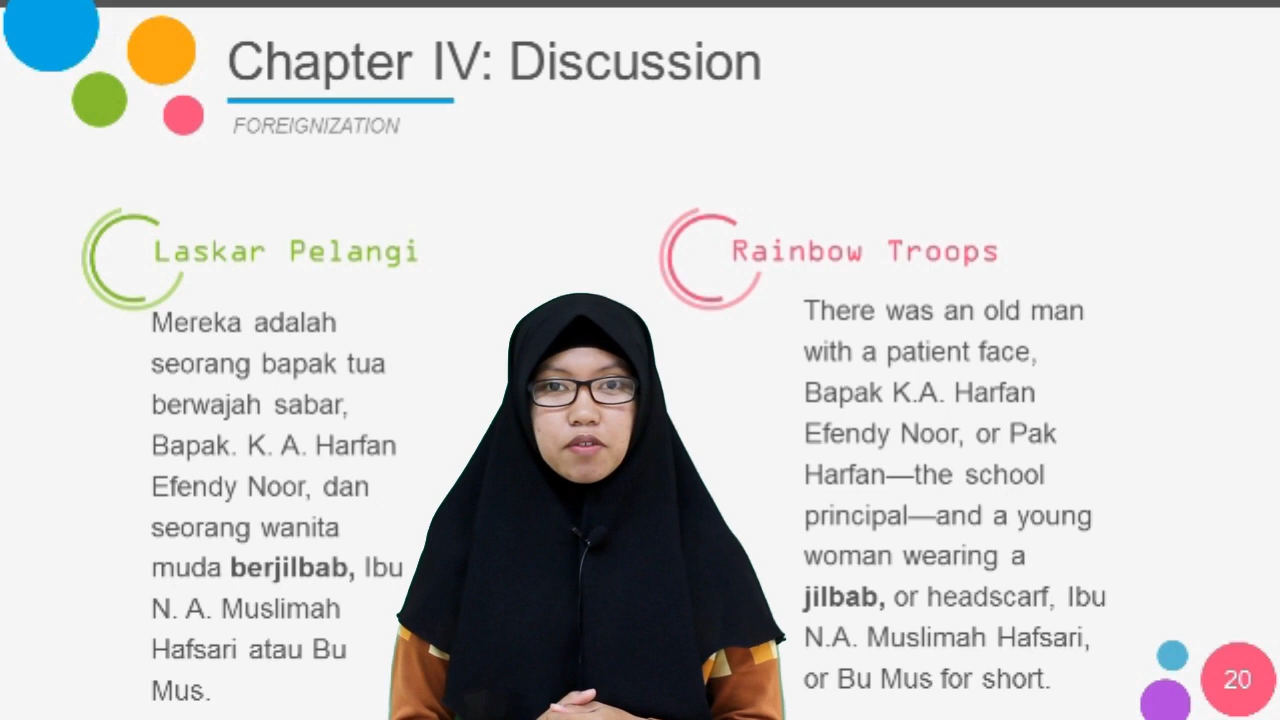 Chapter IV: Discussion
FOREIGNIZATION
Laskar Pelangi
Mereka adalah
seorang bapak tua
berwajah sabar,
Bapak. K. A. Harfan
Efendy Noor, dan
seorang wanita
muda berjilbab, Ibu
N. A. Muslimah
Hafsari atau Bu
Mus.
Rainbow Troops
There was an old man
with a patient face,
Bapak K.A. Harfan
Efendy Noor, or Pak
Harfan—the school
principal—and a young
woman wearing a
jilbab, or headscarf, Ibu
N.A. Muslimah Hafsari,
or Bu Mus for short.
20